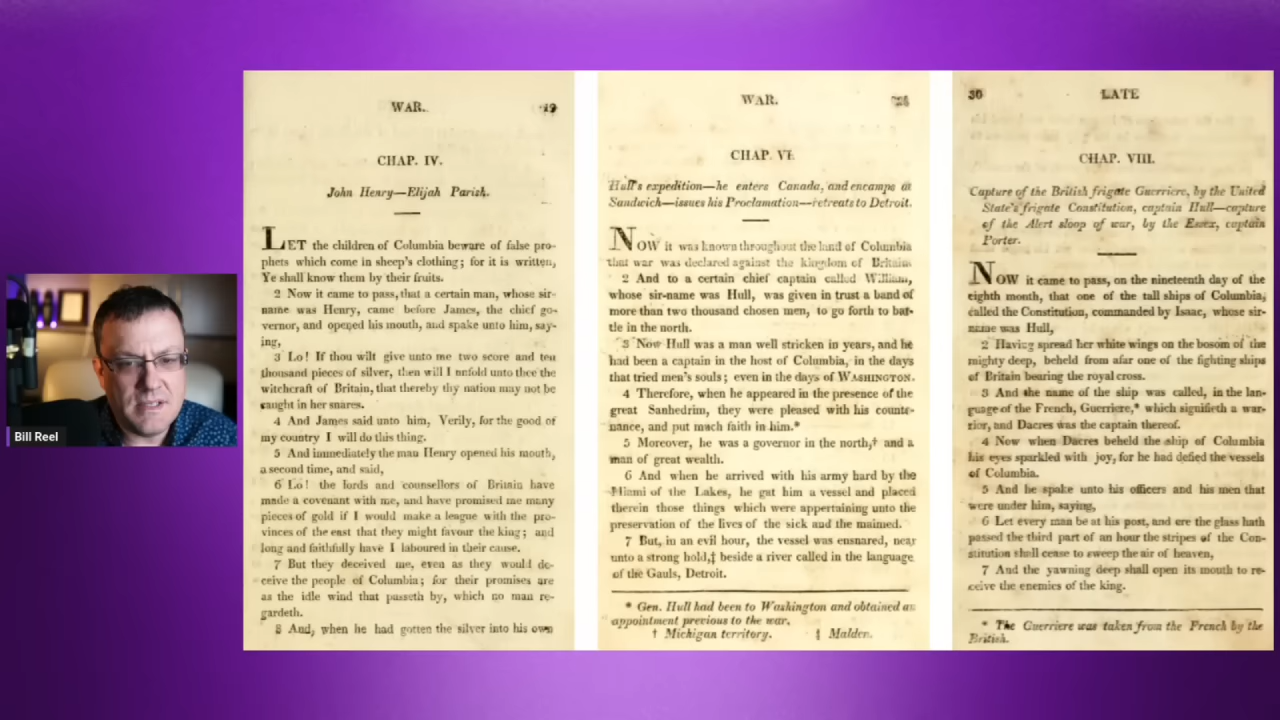 WAR. 19
CHAP. IV.
John Henry—Elijah Parish.
LET the children of Columbia beware of false pro-
phets which come in sheep's clothing; for it is written,
Ye shall know them by their fruits.
2 Now it came to pass, that a certain man, whose sir-
name was Henry, came before James, the chief go-
vernor, and opened his mouth, and spake unto him, say-
ing,
3 Lo! If thou wilt give unto me two score and ten
thousand pieces of silver, then will I unfold unto thee the
witchcraft of Britain, that thereby thy nation may not be
caught in her snares.
4 And James said unto him, Verily, for the good of
my country I will do this thing.
5 And immediately the man Henry opened his mouth,
a second time, and said,
6 Lo! the lords and counsellors of Britain have
made a covenant with me, and have promised me many
pieces of gold if I would make a league with the pro-
vinces of the east that they might favour the king; and
long and faithfully have I laboured in their cause.
7 But they deceived me, even as they would de-
ceive the people of Columbia; for their promises are
as the idle wind that passeth by, which no man re-
gardeth.
8 And, when he had gotten the silver into his own
WAR.
CHAP. VI.
Hull's expedition—he enters Canada, and encamps at
Sandwich—issues his Proclamation—retreats to Detroit.
NOW it was known throughout the land of Columbia
that war was declared against the kingdom of Britain
2 And to a certain chief captain called William,
whose sir-name was Hull, was given in trust a band of
more than two thousand chosen men, to go forth to bat-
tle in the north.
3 Now Hull was a man well stricken in years, and he
had been a captain in the host of Columbia, in the days
that tried men's souls; even in the days of WASHINGTON.
4 Therefore, when he appeared in the presence of the
great Sanhedrim, they were pleased with his counte-
nance, and put much faith in him.*
5 Moreover, he was a governor in the north,† and a
man of great wealth.
6 And when he arrived with his army hard by the
Miami of the Lakes, he gat him a vessel and placed
therein those things which were appertaining unto the
preservation of the lives of the sick and the maimed.
7 But, in an evil hour, the vessel was ensnared, near
unto a strong hold,‡ beside a river called in the language
of the Gauls, Detroit.
* Gen. Hull had been to Washington and obtained an
appointment previous to the war.
† Michigan territory. ‡ Malden.
30 LATE
CHAP. VIII.
Capture of the British frigate Guerriere, by the United
State's frigate Constitution, captain Hull—capture
of the Alert sloop of war, by the Essex, captain
Porter.
NOW it came to pass, on the nineteenth day of the
eighth month, that one of the tall ships of Columbia,
called the Constitution, commanded by Isaac, whose sir-
name was Hull,
2 Having spread her white wings on the bosom of the
mighty deep, beheld from afar one of the fighting ships
of Britain bearing the royal cross.
3 And the name of the ship was called, in the lan-
guage of the French, Guerriere,* which signifieth a war-
rior, and Dacres was the captain thereof.
4 Now when Dacres beheld the ship of Columbia
his eyes sparkled with joy, for he had defied the vessels
of Columbia.
5 And he spake unto his officers and his men that
were under him, saying,
6 Let every man be at his post, and ere the glass hath
passed the third part of an hour the stripes of the Con-
stitution shall cease to sweep the air of heaven,
7 And the yawning deep shall open its mouth to re-
ceive the enemies of the king.
* The Guerriere was taken from the French by the
British.
Bill Reel